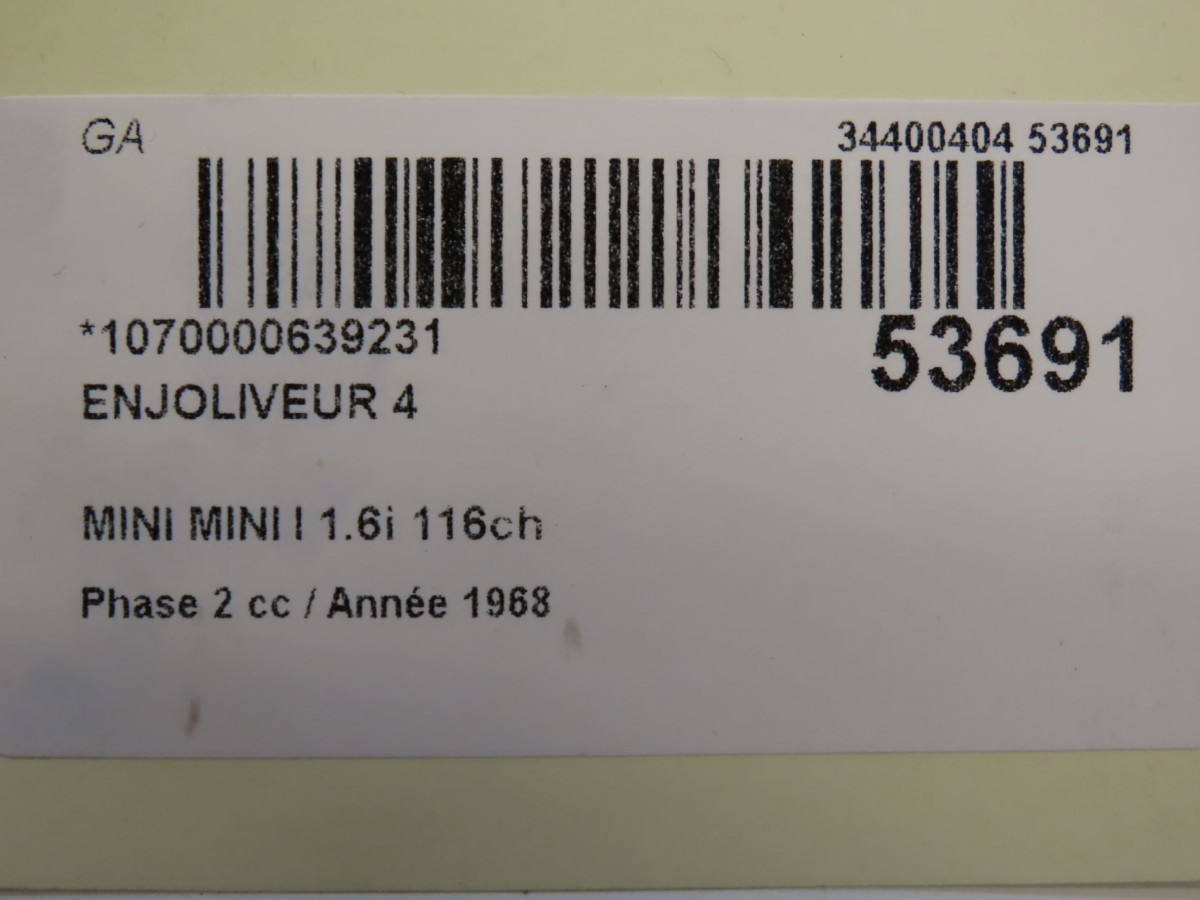 GA
34400404 53691
*1070000639231
53691
ENJOLIVEUR 4
MINI MINI I 1.6i 116ch
Phase 2 cc / Année 1968